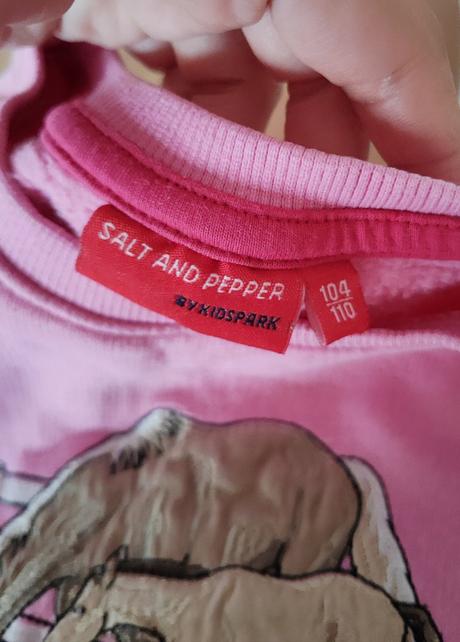 SALT AND PEPPER
BY KIDSPARK
104
110